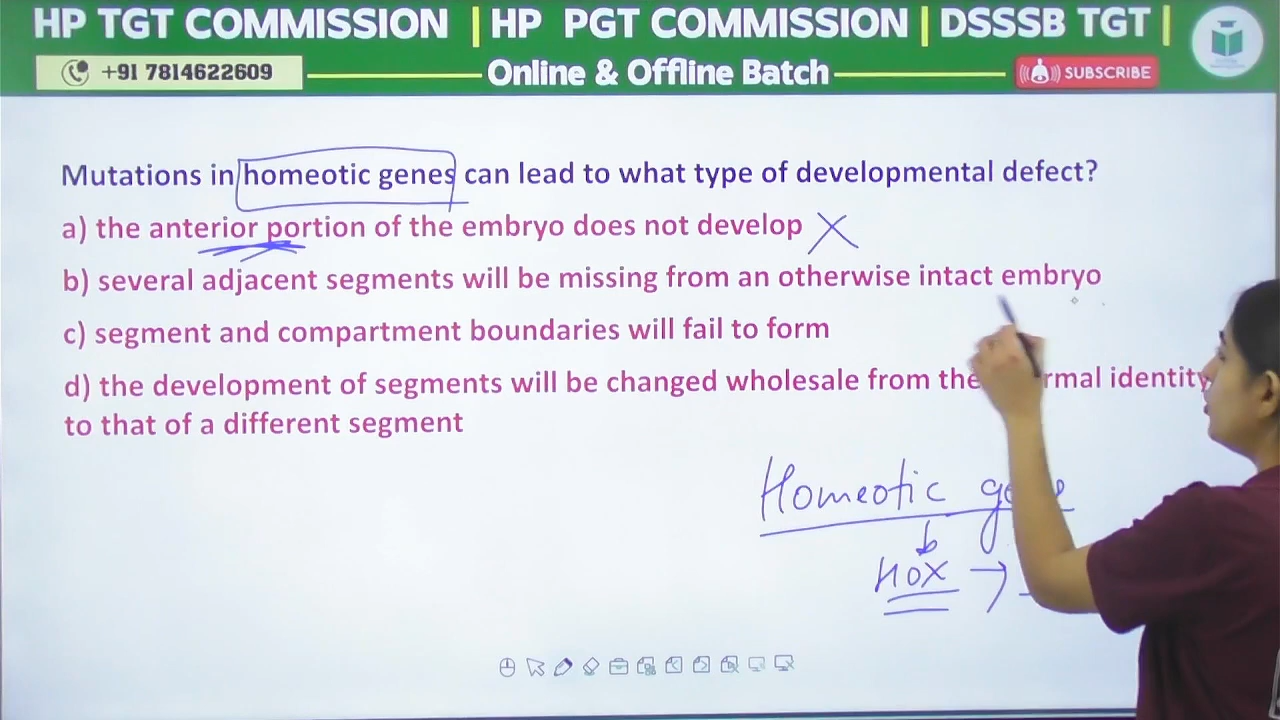 HP TGT COMMISSION | HP PGT COMMISSION | DSSSB TGT |
+91 7814622609 Online & Offline Batch SUBSCRIBE
Mutations in homeotic genes can lead to what type of developmental defect?
a) the anterior portion of the embryo does not develop
b) several adjacent segments will be missing from an otherwise intact embryo
c) segment and compartment boundaries will fail to form
d) the development of segments will be changed wholesale from the identity
to that of a different segment
Homeotic
HOX